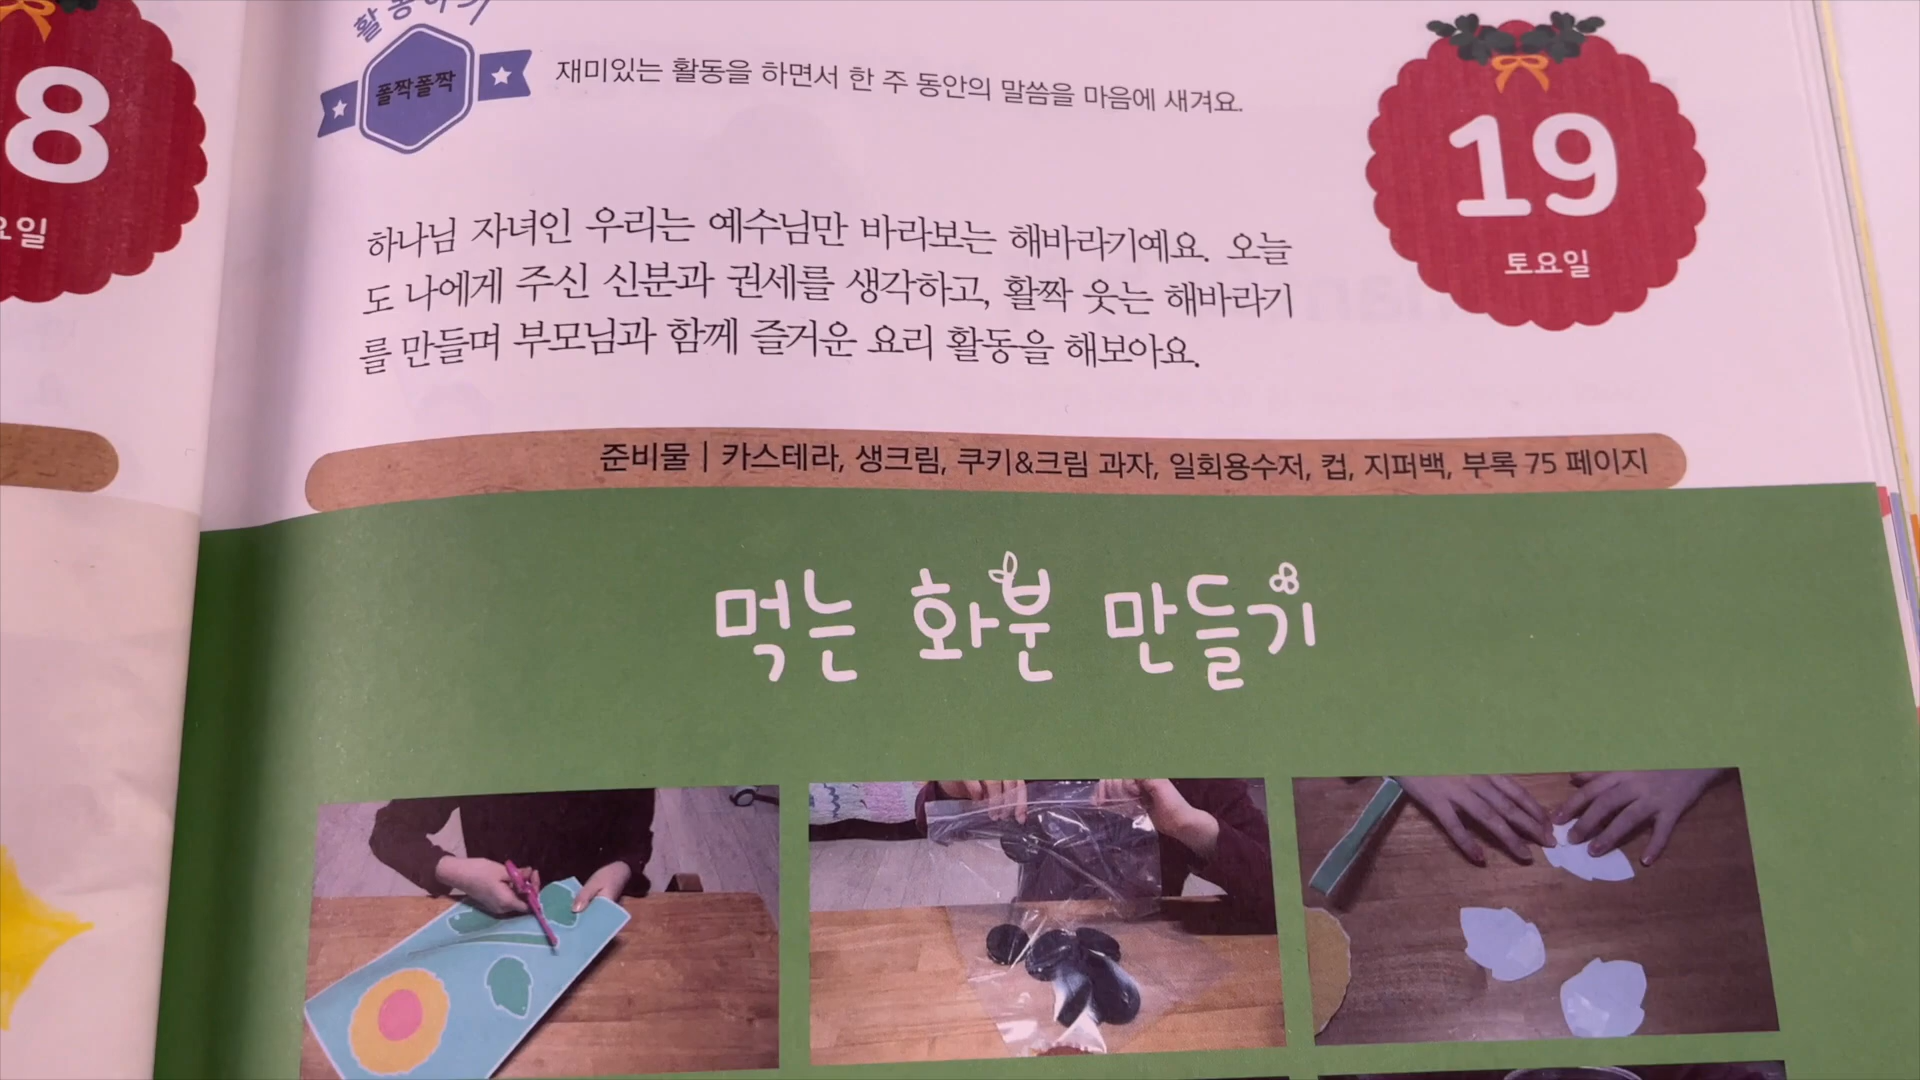 8
요일
활동하기
폴짝폴짝
재미있는 활동을 하면서 한 주 동안의 말씀을 마음에 새겨요.
19
토요일
하나님 자녀인 우리는 예수님만 바라보는 해바라기예요. 오늘
도 나에게 주신 신분과 권세를 생각하고, 활짝 웃는 해바라기
를 만들며 부모님과 함께 즐거운 요리 활동을 해보아요.
준비물 | 카스테라, 생크림, 쿠키&크림 과자, 일회용수저, 컵, 지퍼백, 부록 75 페이지
먹는 화분 만들기